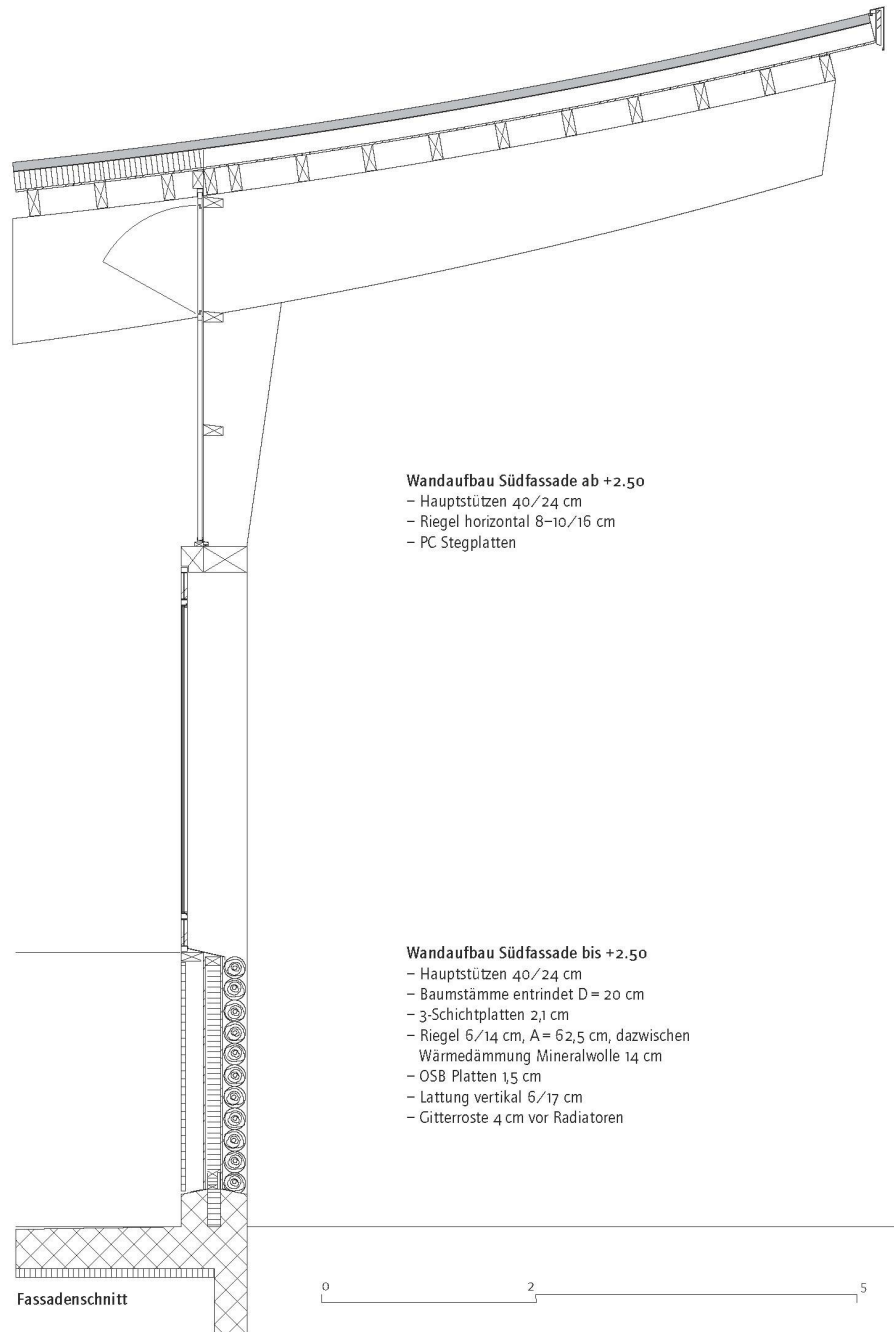 Wandaufbau Südfassade ab +2.50
– Hauptstützen 40/24 cm
– Riegel horizontal 8–10/16 cm
– PC Stegplatten
Wandaufbau Südfassade bis +2.50
– Hauptstützen 40/24 cm
– Baumstämme entrindet D = 20 cm
– 3-Schichtplatten 2,1 cm
– Riegel 6/14 cm, A = 62,5 cm, dazwischen
Wärmedämmung Mineralwolle 14 cm
– OSB Platten 1,5 cm
– Lattung vertikal 6/17 cm
– Gitterroste 4 cm vor Radiatoren
Fassadenschnitt
0 2 5